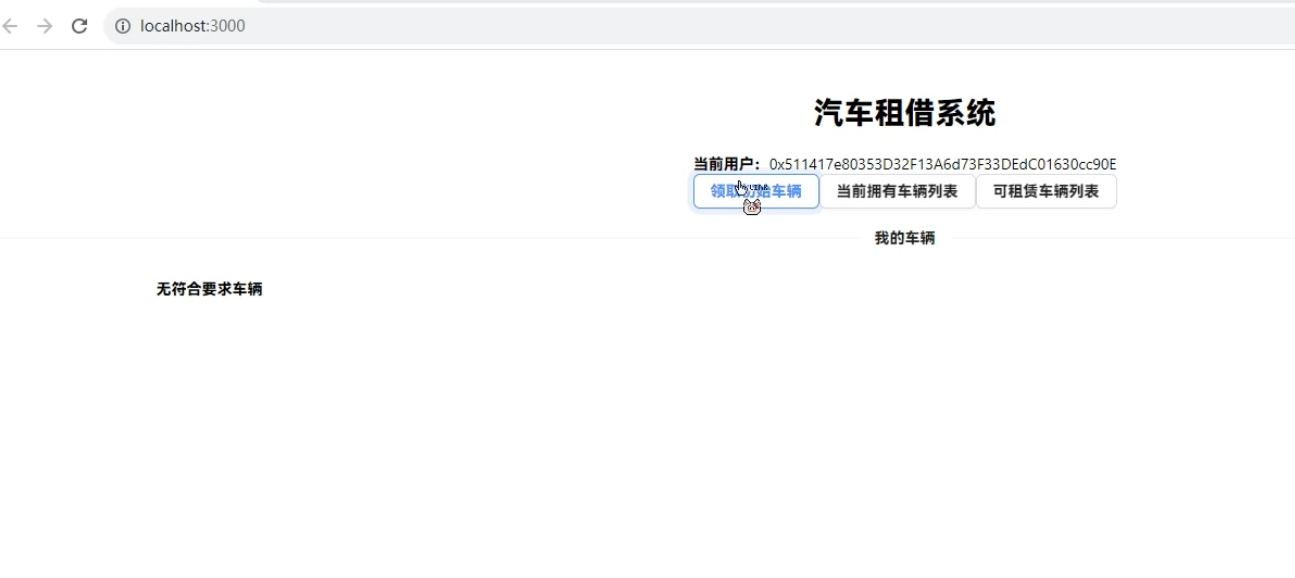 localhost:3000
汽车租借系统
当前用户：0x511417e80353D32F13A6d73F33DEdC01630cc90E
领取初始车辆 当前拥有车辆列表 可租赁车辆列表
我的车辆
无符合要求车辆